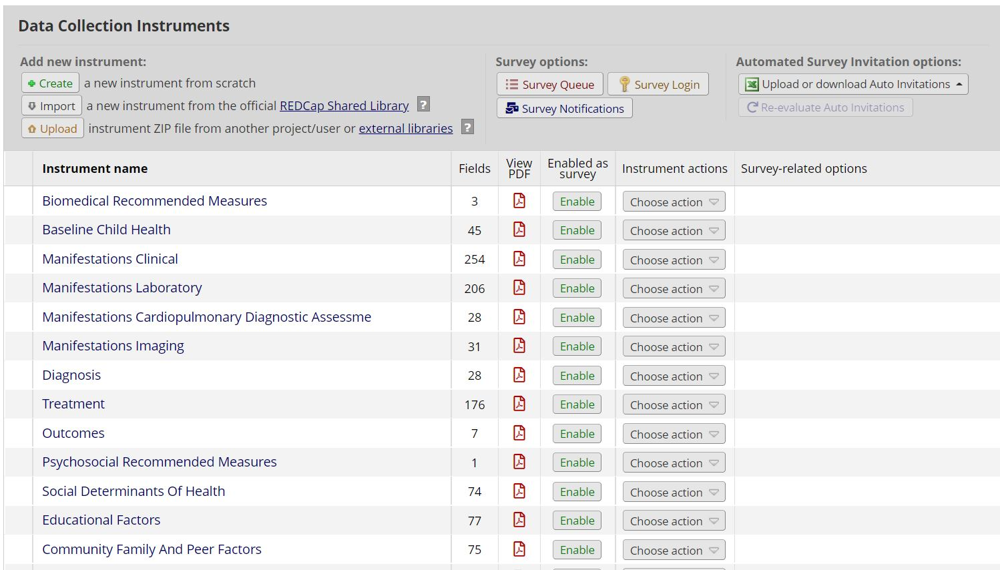 Data Collection Instruments
Add new instrument:
Create a new instrument from scratch
Import a new instrument from the official REDCap Shared Library ?
Upload instrument ZIP file from another project/user or external libraries ?
Survey options:
Survey Queue Survey Login
Survey Notifications
Automated Survey Invitation options:
Upload or download Auto Invitations
Re-evaluate Auto Invitations
Instrument name Fields View PDF Enabled as survey Instrument actions Survey-related options
Biomedical Recommended Measures 3 Enable Choose action
Baseline Child Health 45 Enable Choose action
Manifestations Clinical 254 Enable Choose action
Manifestations Laboratory 206 Enable Choose action
Manifestations Cardiopulmonary Diagnostic Assessme 28 Enable Choose action
Manifestations Imaging 31 Enable Choose action
Diagnosis 28 Enable Choose action
Treatment 176 Enable Choose action
Outcomes 7 Enable Choose action
Psychosocial Recommended Measures 1 Enable Choose action
Social Determinants Of Health 74 Enable Choose action
Educational Factors 77 Enable Choose action
Community Family And Peer Factors 75 Enable Choose action